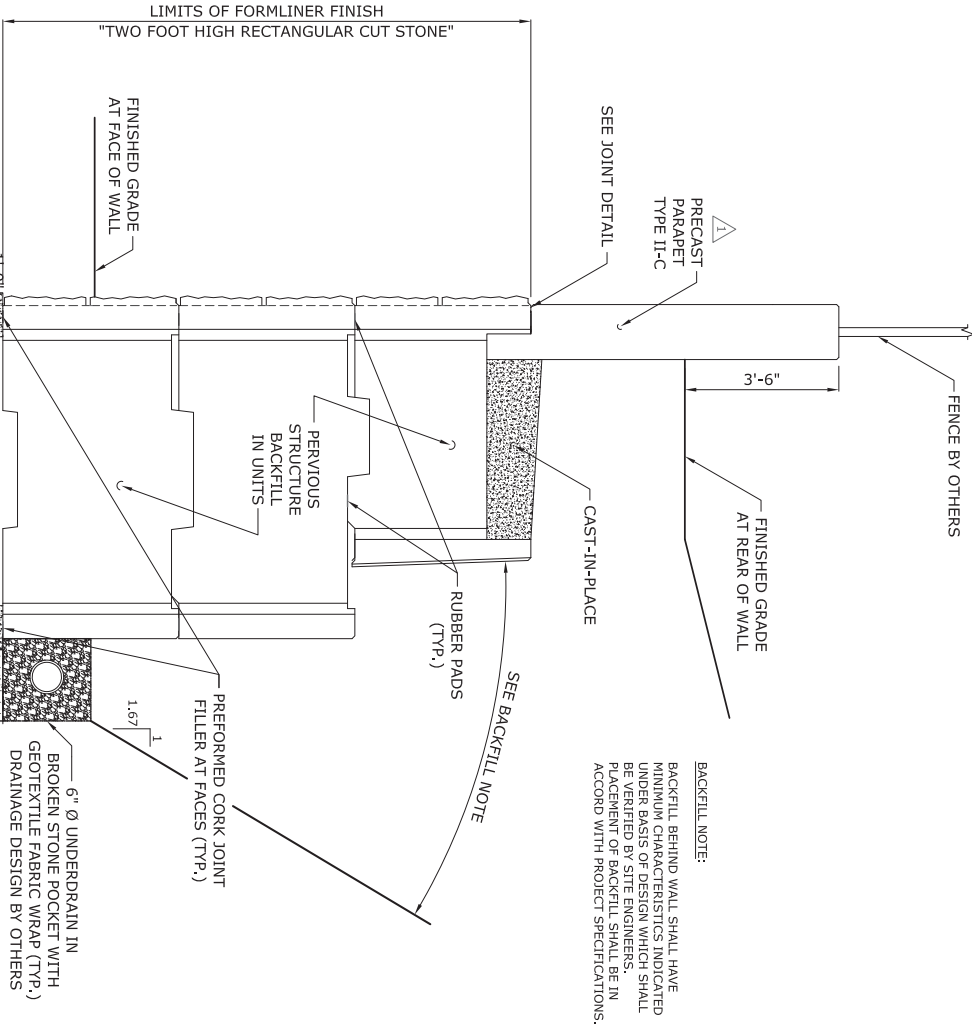 LIMITS OF FORMLINER FINISH
"TWO FOOT HIGH RECTANGULAR CUT STONE"
FINISHED GRADE
AT FACE OF WALL
SEE JOINT DETAIL
1
PRECAST
PARAPET
TYPE II-C
3'-6"
FENCE BY OTHERS
FINISHED GRADE
AT REAR OF WALL
CAST-IN-PLACE
PERVIOUS
STRUCTURE
BACKFILL
IN UNITS
RUBBER PADS
(TYP.)
SEE BACKFILL NOTE
PREFORMED CORK JOINT
FILLER AT FACES (TYP.)
1
1.67
6" Ø UNDERDRAIN IN
BROKEN STONE POCKET WITH
GEOTEXTILE FABRIC WRAP (TYP.)
DRAINAGE DESIGN BY OTHERS
BACKFILL NOTE:
BACKFILL BEHIND WALL SHALL HAVE
MINIMUM CHARACTERISTICS INDICATED
UNDER BASIS OF DESIGN WHICH SHALL
BE VERIFIED BY SITE ENGINEERS.
PLACEMENT OF BACKFILL SHALL BE IN
ACCORD WITH PROJECT SPECIFICATIONS.